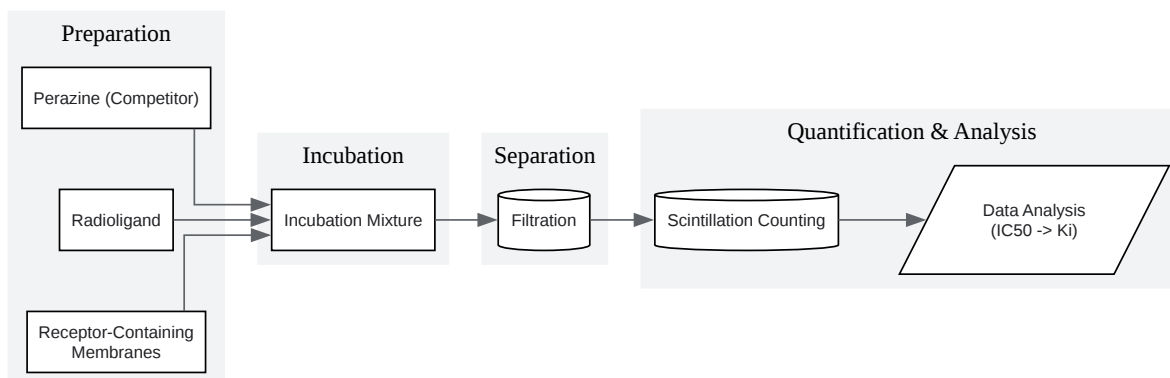 Preparation
Perazine (Competitor)
Radioligand
Receptor-Containing
Membranes
Incubation
Incubation Mixture
Separation
Filtration
Quantification & Analysis
Scintillation Counting
Data Analysis
(IC50 -> Ki)